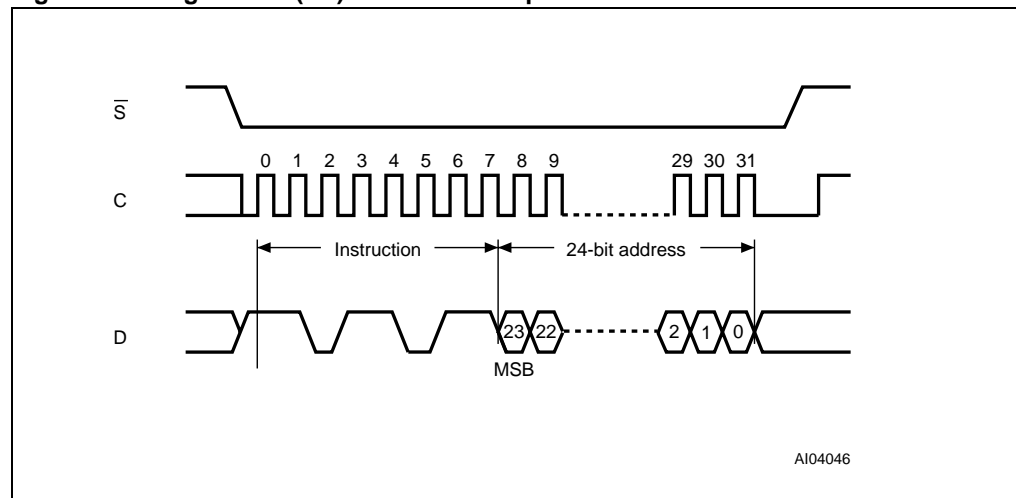 S
0 1 2 3 4 5 6 7 8 9 29 30 31
C
Instruction 24-bit address
D 23 22 2 1 0
MSB
AI04046